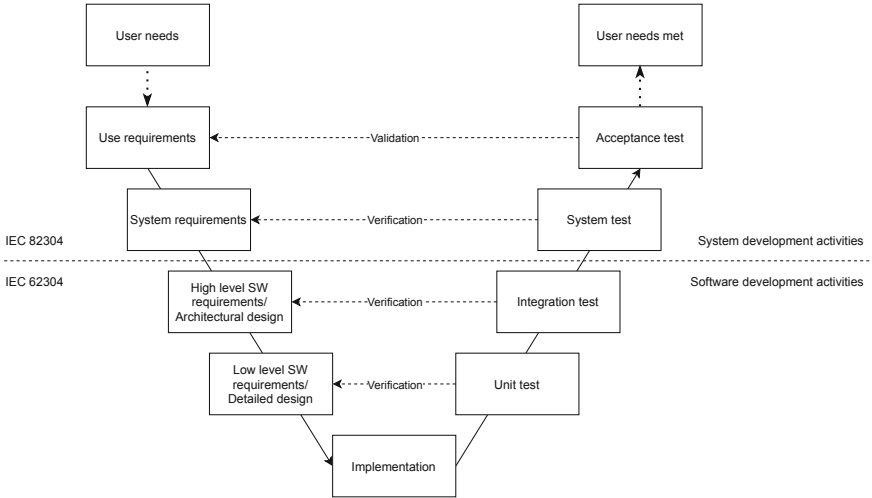 User needs
User needs met
Use requirements
Validation
Acceptance test
System requirements
Verification
System test
IEC 82304
System development activities
IEC 62304
Software development activities
High level SW
requirements/
Architectural design
Verification
Integration test
Low level SW
requirements/
Detailed design
Verification
Unit test
Implementation